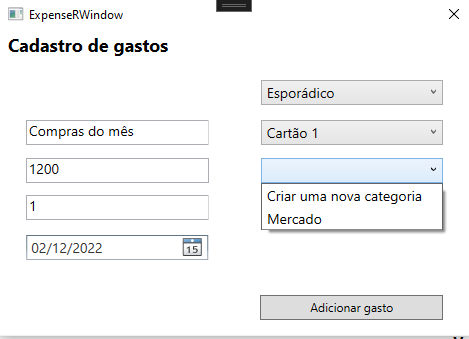 ExpenseRWindow
Cadastro de gastos
Esporádico
Compras do mês
Cartão 1
1200
Criar uma nova categoria
1
Mercado
02/12/2022
15
Adicionar gasto